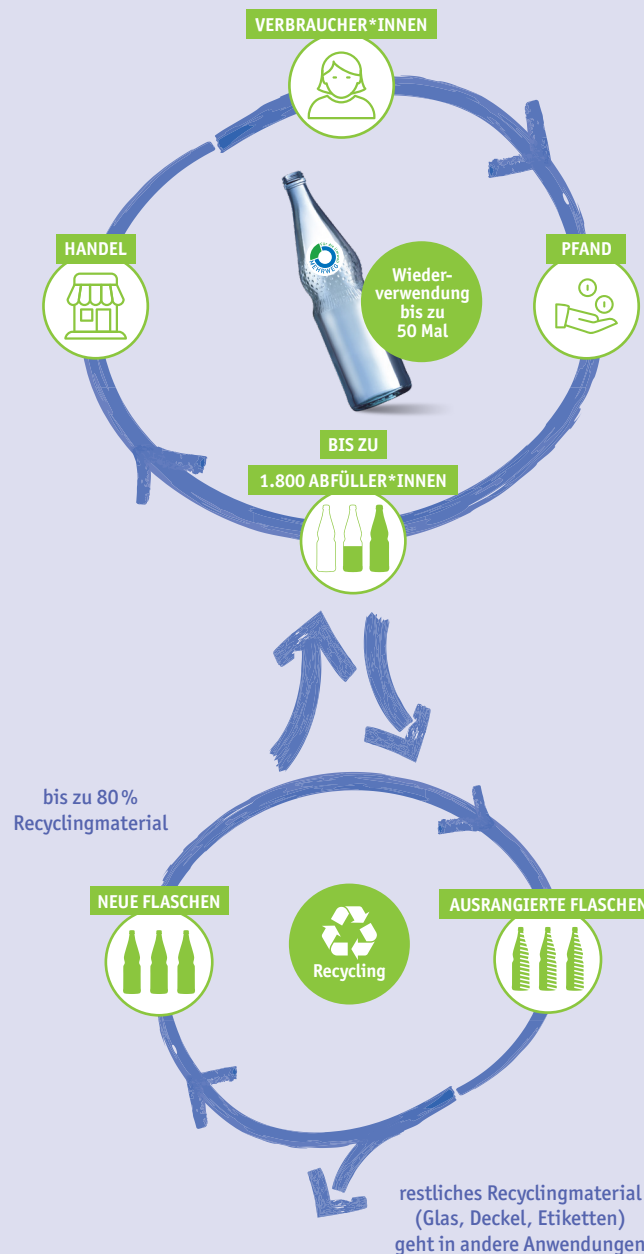 VERBRAUCHER*INNEN
HANDEL
PFAND
MEHRWEG
Wieder-
verwendung
bis zu
50 Mal
BIS ZU
1.800 ABFÜLLER*INNEN
bis zu 80 %
Recyclingmaterial
NEUE FLASCHEN
AUSRANGIERTE FLASCHEN
Recycling
restliches Recyclingmaterial
(Glas, Deckel, Etiketten)
geht in andere Anwendungen